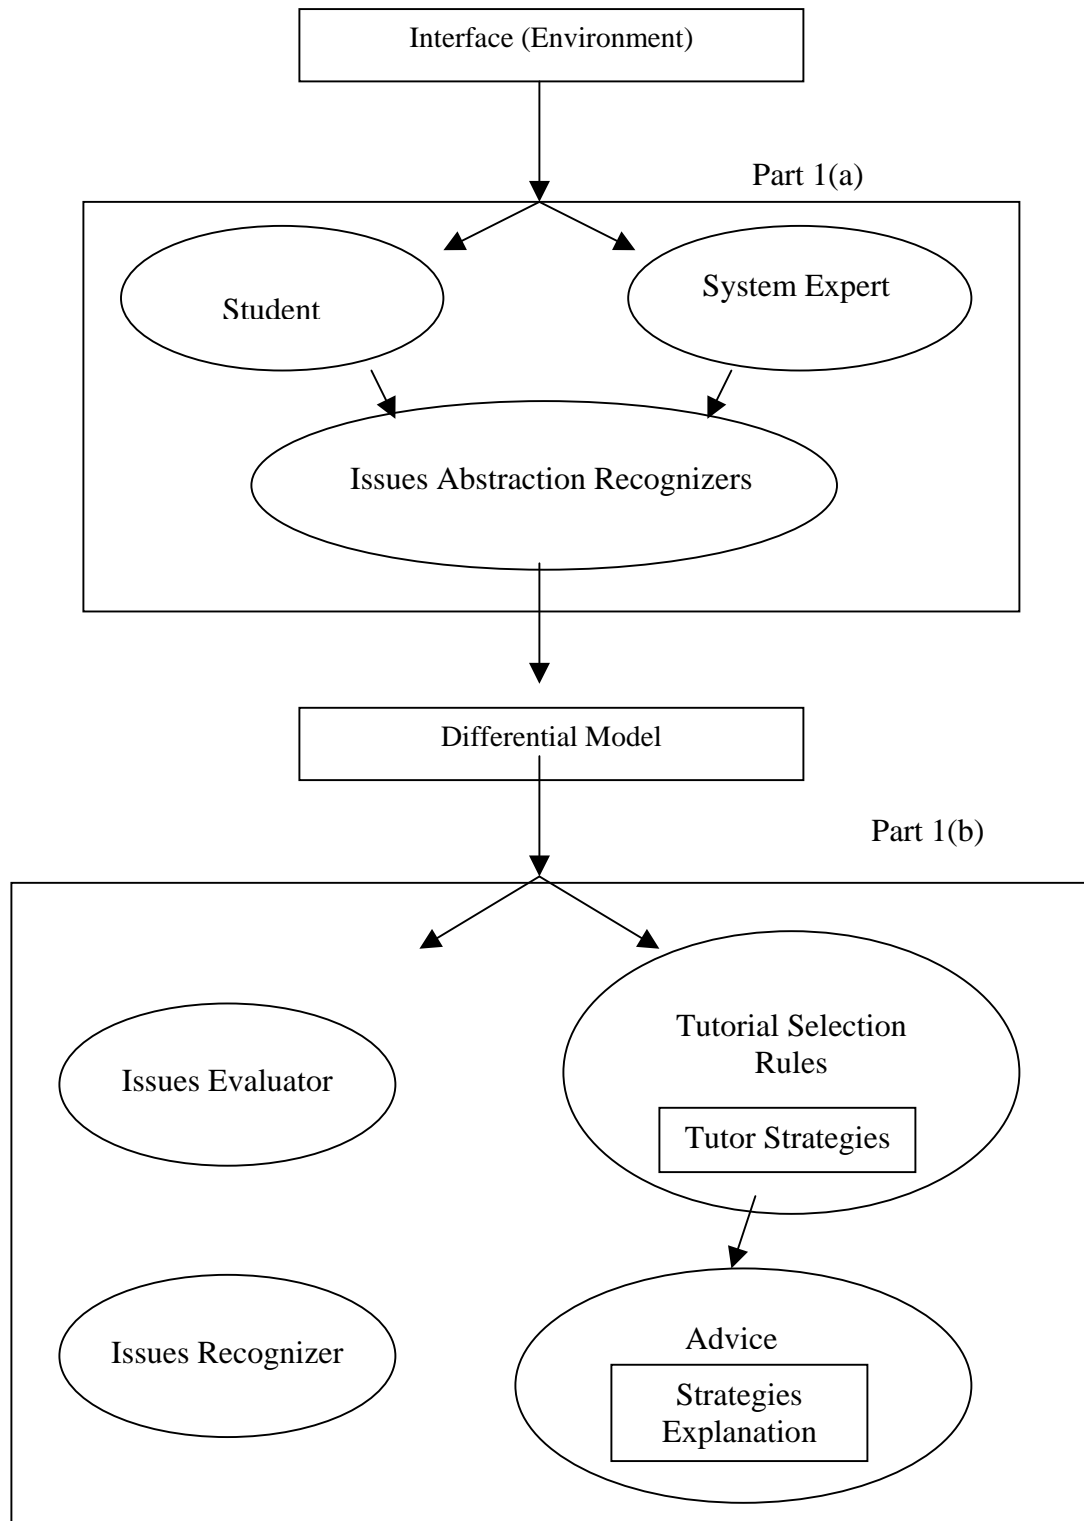 Interface (Environment)
Part 1(a)
Student
System Expert
Issues Abstraction Recognizers
Differential Model
Part 1(b)
Tutorial Selection
Rules
Issues Evaluator
Tutor Strategies
Advice
Issues Recognizer
Strategies
Explanation